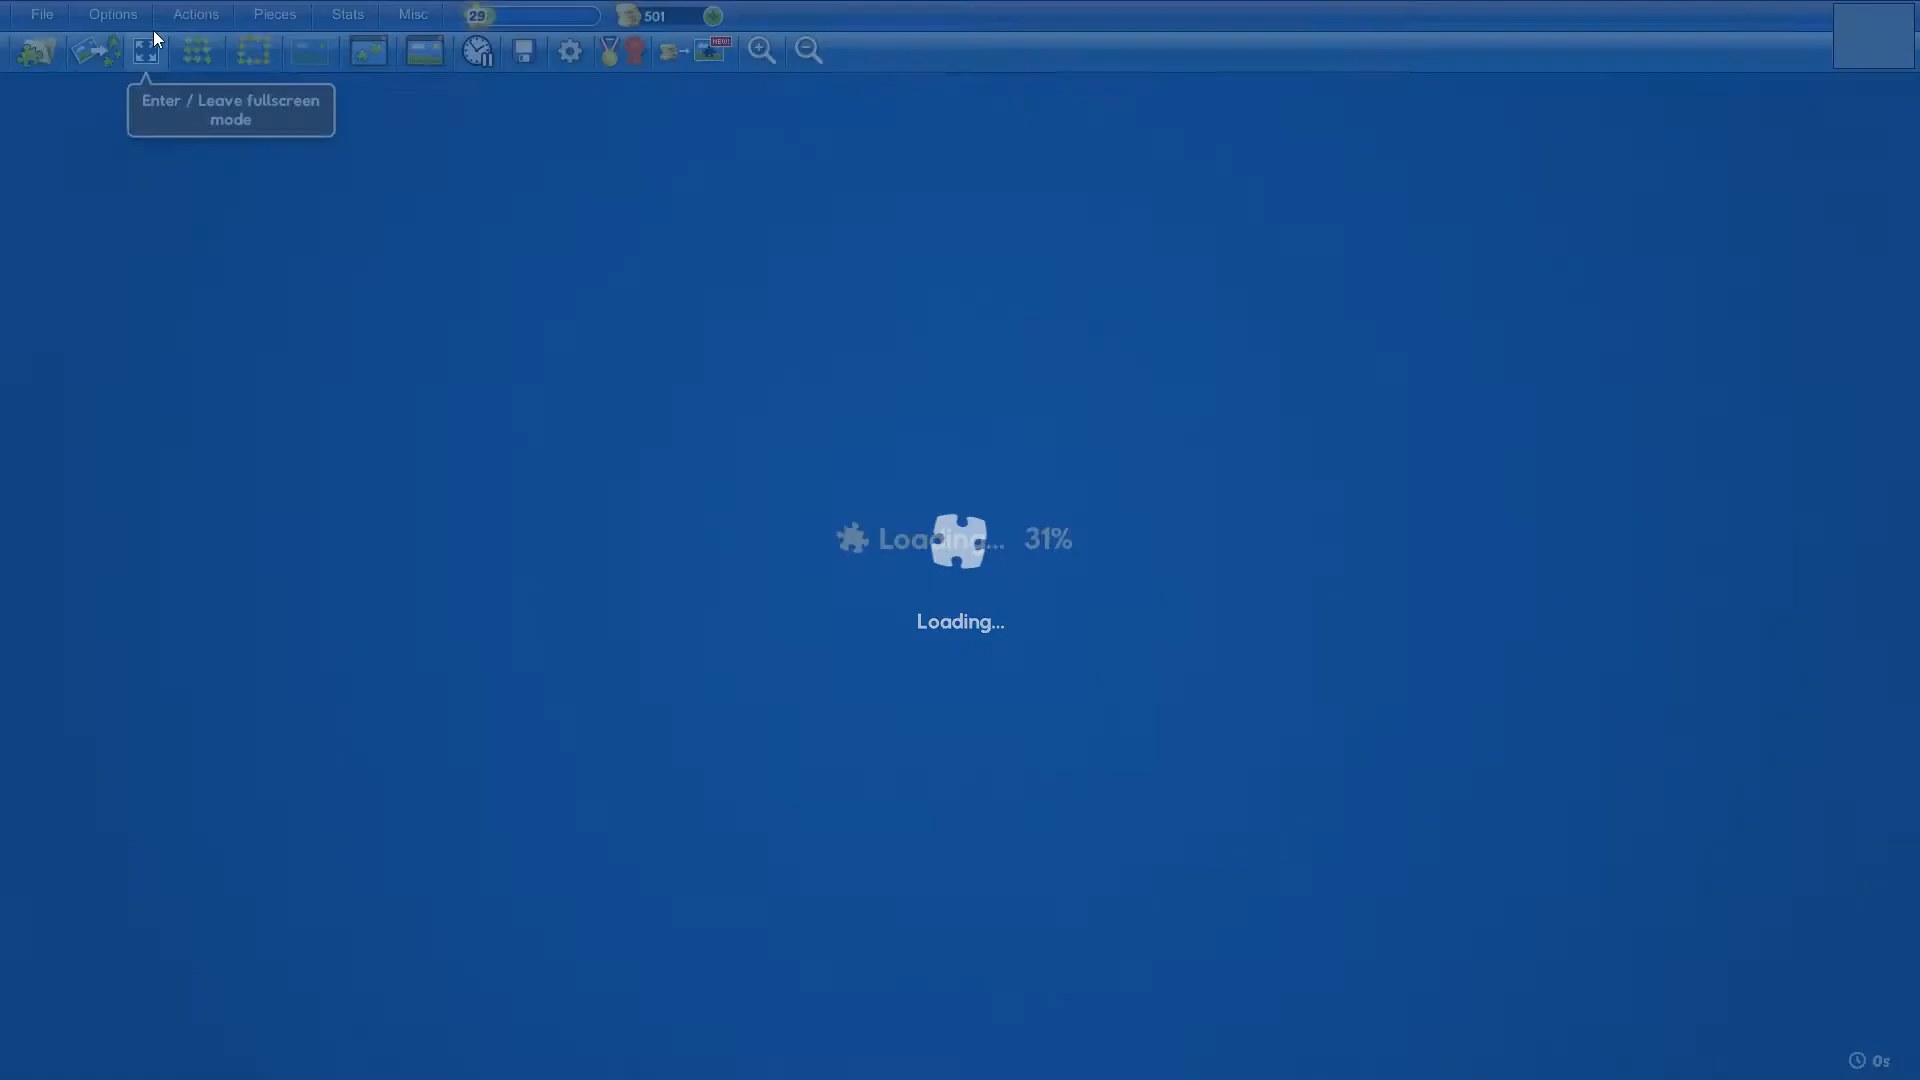 File Options Actions Pieces Stats Misc 29 501
NEW!
Enter / Leave fullscreen
mode
Loading... 31%
Loading...
0s